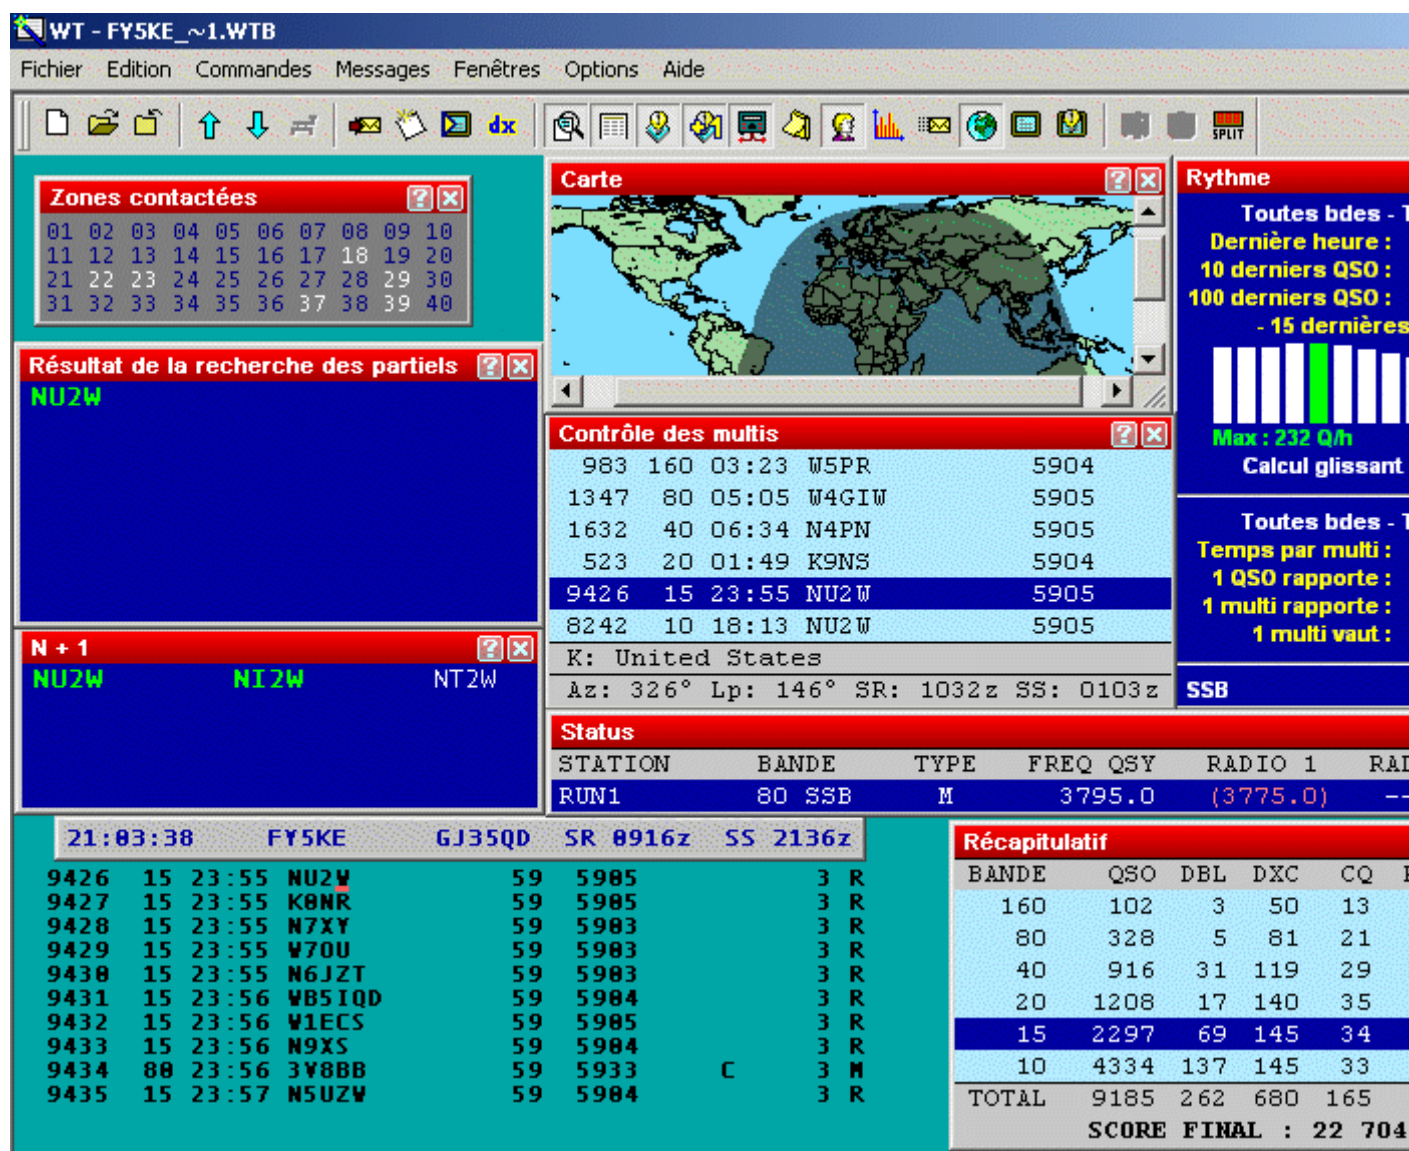 WT - FY5KE_~1.WTB
Fichier Edition Commandes Messages Fenêtres Options Aide
dx SPLIT
Zones contactées
01 02 03 04 05 06 07 08 09 10
11 12 13 14 15 16 17 18 19 20
21 22 23 24 25 26 27 28 29 30
31 32 33 34 35 36 37 38 39 40
Résultat de la recherche des partiels
NU2W
N + 1
NU2W NI2W NT2W
Carte
Contrôle des multis
983 160 03:23 W5PR 5904
1347 80 05:05 W4GIW 5905
1632 40 06:34 N4PN 5905
523 20 01:49 K9NS 5904
9426 15 23:55 NU2W 5905
8242 10 18:13 NU2W 5905
K: United States
Az: 326° Lp: 146° SR: 1032z SS: 0103z
Rythme
Toutes bdes - T
Dernière heure :
10 derniers QSO :
100 derniers QSO :
- 15 dernières
Max : 232 Q/h
Calcul glissant
Toutes bdes - T
Temps par multi :
1 QSO rapporte :
1 multi rapporte :
1 multi vaut :
SSB
Status
STATION BANDE TYPE FREQ QSY RADIO 1 RAD
RUN1 80 SSB M 3795.0 (3775.0) --
21:03:38 FY5KE GJ35QD SR 0916z SS 2136z
9426 15 23:55 NU2W 59 5905 3 R
9427 15 23:55 K0NR 59 5905 3 R
9428 15 23:55 N7XY 59 5903 3 R
9429 15 23:55 W7OU 59 5903 3 R
9430 15 23:55 N6JZT 59 5903 3 R
9431 15 23:56 WB5IQD 59 5904 3 R
9432 15 23:56 W1ECS 59 5905 3 R
9433 15 23:56 N9XS 59 5904 3 R
9434 80 23:56 3V8BB 59 5933 C 3 M
9435 15 23:57 N5UZW 59 5904 3 R
Récapitulatif
BANDE QSO DBL DXC CQ
160 102 3 50 13
80 328 5 81 21
40 916 31 119 29
20 1208 17 140 35
15 2297 69 145 34
10 4334 137 145 33
TOTAL 9185 262 680 165
SCORE FINAL : 22 704